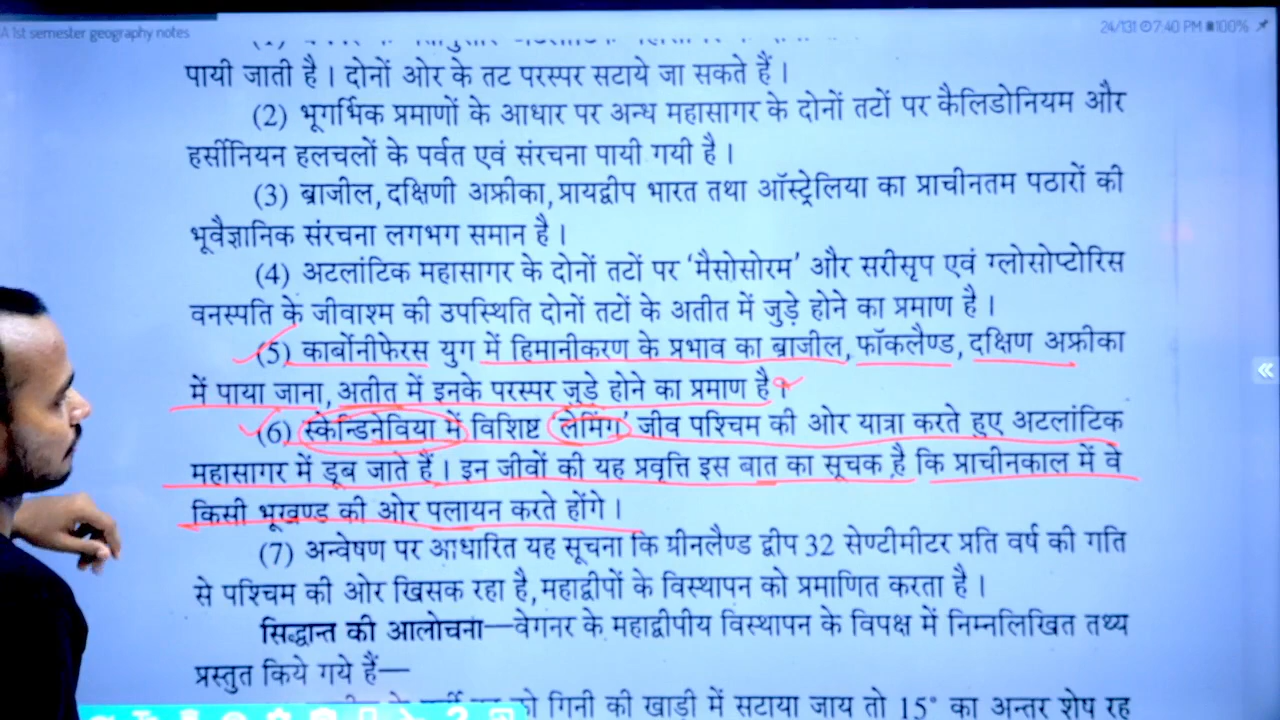 A 1st semester geography notes
24/131 7:40 PM 100%
पायी जाती है । दोनों ओर के तट परस्पर सटाये जा सकते हैं ।
(2) भूगर्भिक प्रमाणों के आधार पर अन्ध महासागर के दोनों तटों पर कैलिडोनियम और
हर्सीनियन हलचलों के पर्वत एवं संरचना पायी गयी है ।
(3) ब्राजील, दक्षिणी अफ्रीका, प्रायद्वीप भारत तथा ऑस्ट्रेलिया का प्राचीनतम पठारों की
भूवैज्ञानिक संरचना लगभग समान है ।
(4) अटलांटिक महासागर के दोनों तटों पर ‘मैसोसोरम’ और सरीसृप एवं ग्लोसोप्टोरिस
वनस्पति के जीवाश्म की उपस्थिति दोनों तटों के अतीत में जुड़े होने का प्रमाण है ।
(5) कार्बोनीफेरस युग में हिमानीकरण के प्रभाव का ब्राजील, फॉकलैण्ड, दक्षिण अफ्रीका
में पाया जाना, अतीत में इनके परस्पर जुड़े होने का प्रमाण है ।
(6) स्केन्डिनेविया में विशिष्ट ‘लेमिंग’ जीव पश्चिम की ओर यात्रा करते हुए अटलांटिक
महासागर में डूब जाते हैं । इन जीवों की यह प्रवृत्ति इस बात का सूचक है कि प्राचीनकाल में वे
किसी भूखण्ड की ओर पलायन करते होंगे ।
(7) अन्वेषण पर आधारित यह सूचना कि ग्रीनलैण्ड द्वीप 32 सेण्टीमीटर प्रति वर्ष की गति
से पश्चिम की ओर खिसक रहा है, महाद्वीपों के विस्थापन को प्रमाणित करता है ।
सिद्धान्त की आलोचना—वेगनर के महाद्वीपीय विस्थापन के विपक्ष में निम्नलिखित तथ्य
प्रस्तुत किये गये हैं—
को गिनी की खाड़ी में सटाया जाय तो 15° का अन्तर शेष रह